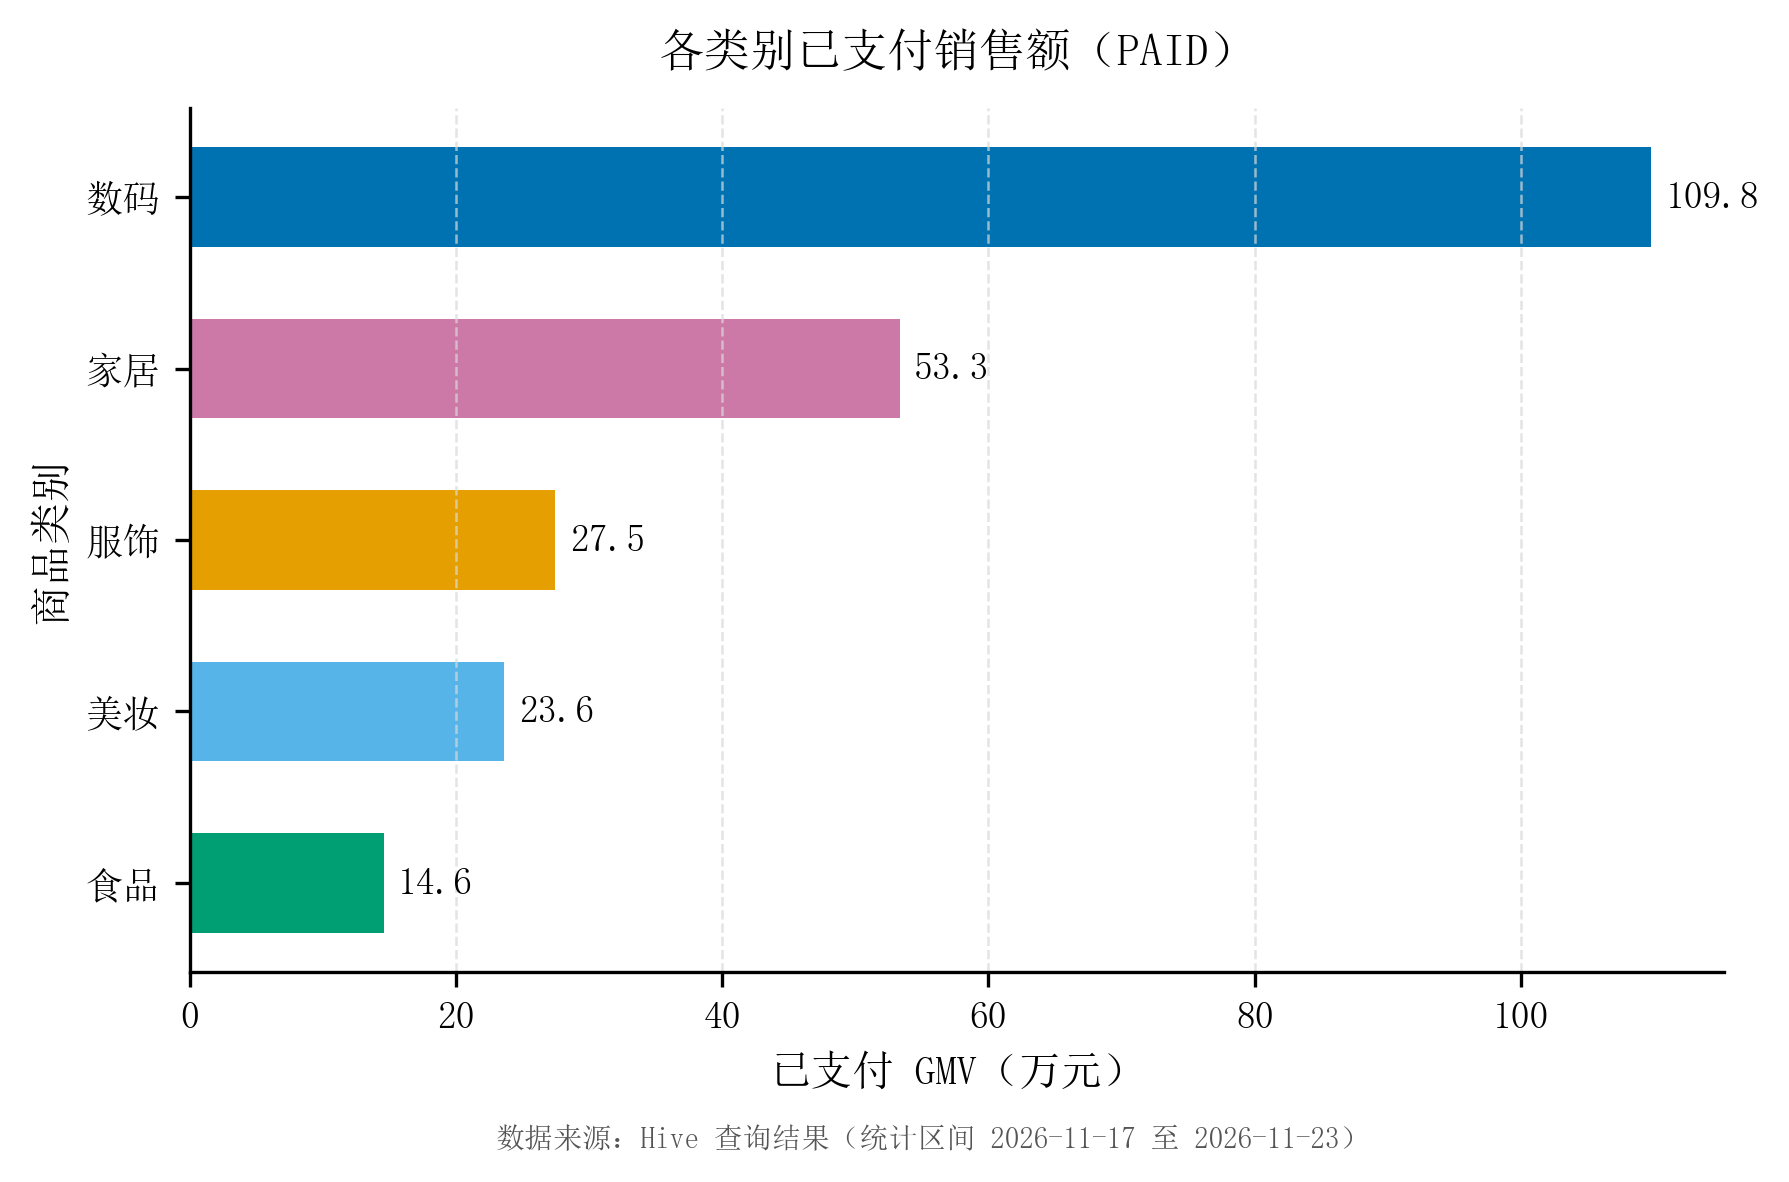 各类别已支付销售额（PAID）
商品类别
数码
109.8
家居
53.3
服饰
27.5
美妆
23.6
食品
14.6
0 20 40 60 80 100
已支付 GMV（万元）
数据来源：Hive 查询结果（统计区间 2026-11-17 至 2026-11-23）